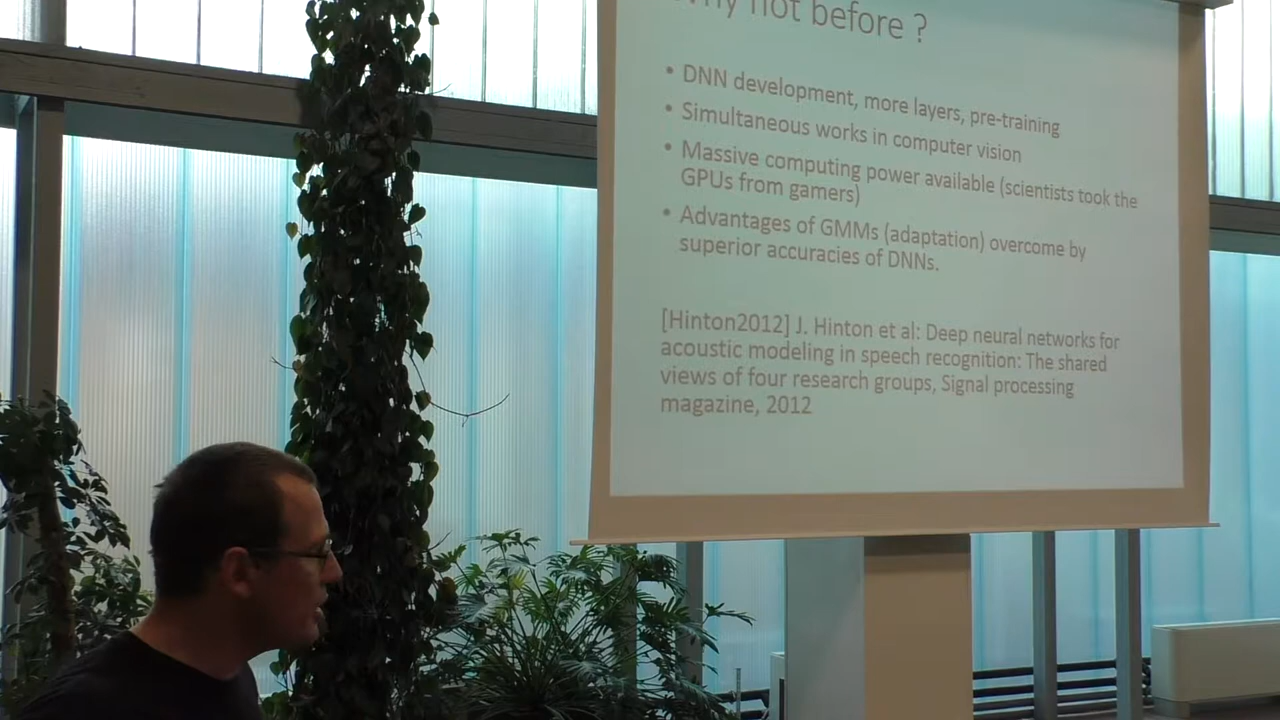 Why not before ?
• DNN development, more layers, pre-training
• Simultaneous works in computer vision
• Massive computing power available (scientists took the
GPUs from gamers)
• Advantages of GMMs (adaptation) overcome by
superior accuracies of DNNs.
[Hinton2012] J. Hinton et al: Deep neural networks for
acoustic modeling in speech recognition: The shared
views of four research groups, Signal processing
magazine, 2012